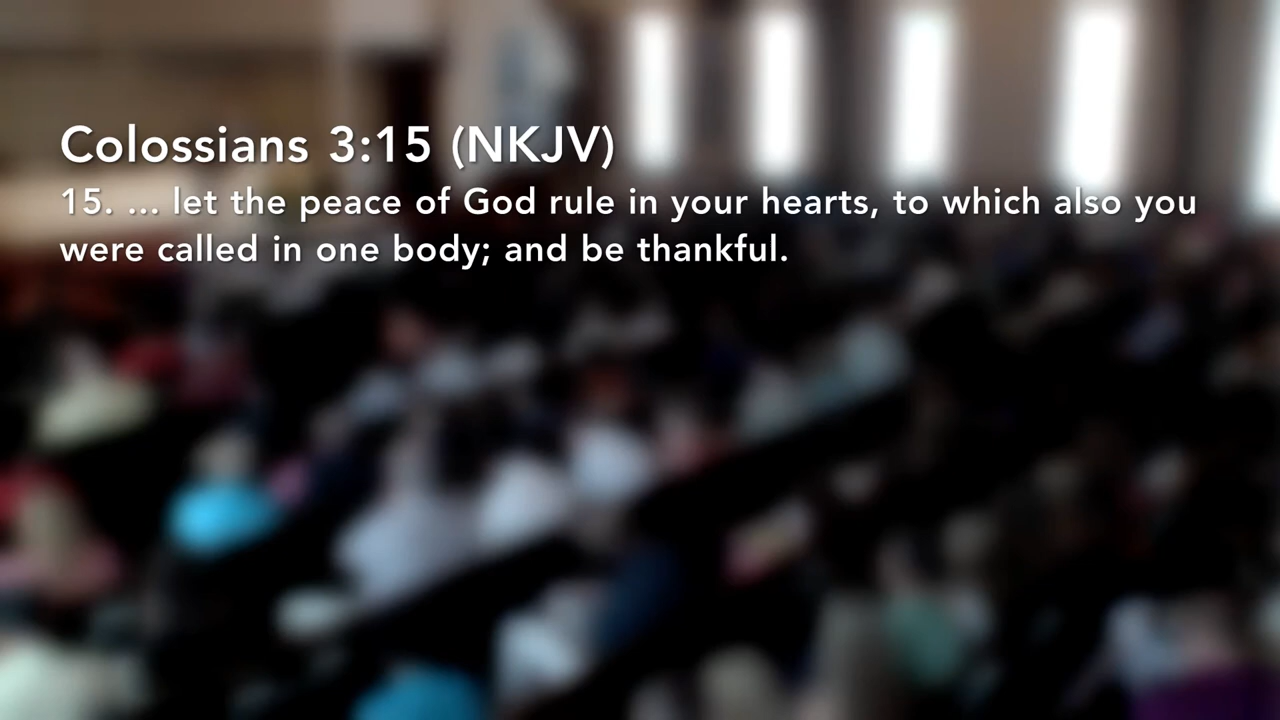 Colossians 3:15 (NKJV)
15. ... let the peace of God rule in your hearts, to which also you
were called in one body; and be thankful.